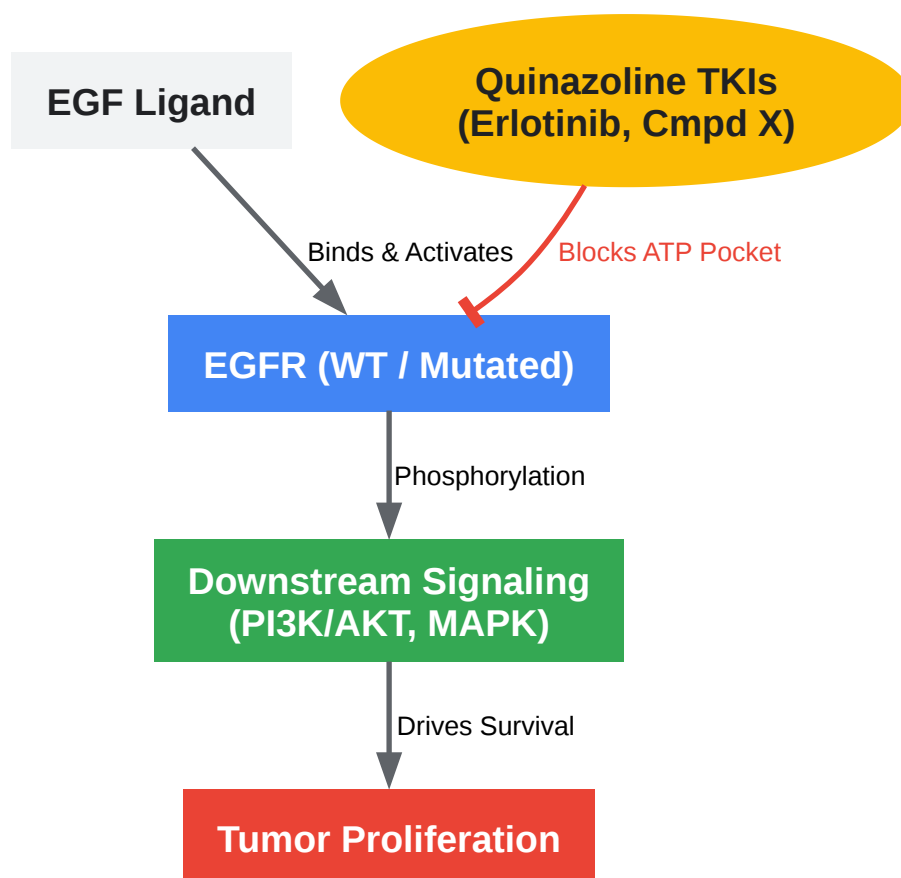 EGF Ligand
Quinazoline TKIs
(Erlotinib, Cmpd X)
Binds & Activates
Blocks ATP Pocket
EGFR (WT / Mutated)
Phosphorylation
Downstream Signaling
(PI3K/AKT, MAPK)
Drives Survival
Tumor Proliferation